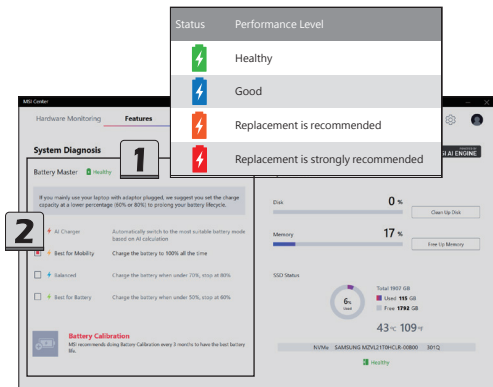 Status Performance Level
Healthy
Good
Replacement is recommended
Replacement is strongly recommended
MSI Center
Hardware Monitoring Features
System Diagnosis
1
AI ENGINE
Battery Master Healthy
If you mainly use your laptop with adaptor plugged, we suggest you set the charge
capacity at a lower percentage (60% or 80%) to prolong your battery lifecycle.
2
AI Charger Automatically switch to the most suitable battery mode
based on AI calculation
Best for Mobility Charge the battery to 100% all the time
Balanced Charge the battery when under 70%, stop at 80%
Best for Battery Charge the battery when under 50%, stop at 60%
Battery Calibration
MSI recommends doing Battery Calibration every 3 months to have the best battery
life.
Disk 0 %
Clean Up Disk
Memory 17 %
Free Up Memory
SSD Status
6%
Used
Total 1907 GB
Used 115 GB
Free 1792 GB
43 °C 109 °F
NVMe SAMSUNG MZVL21T0HCLR-00B00 301Q
Healthy